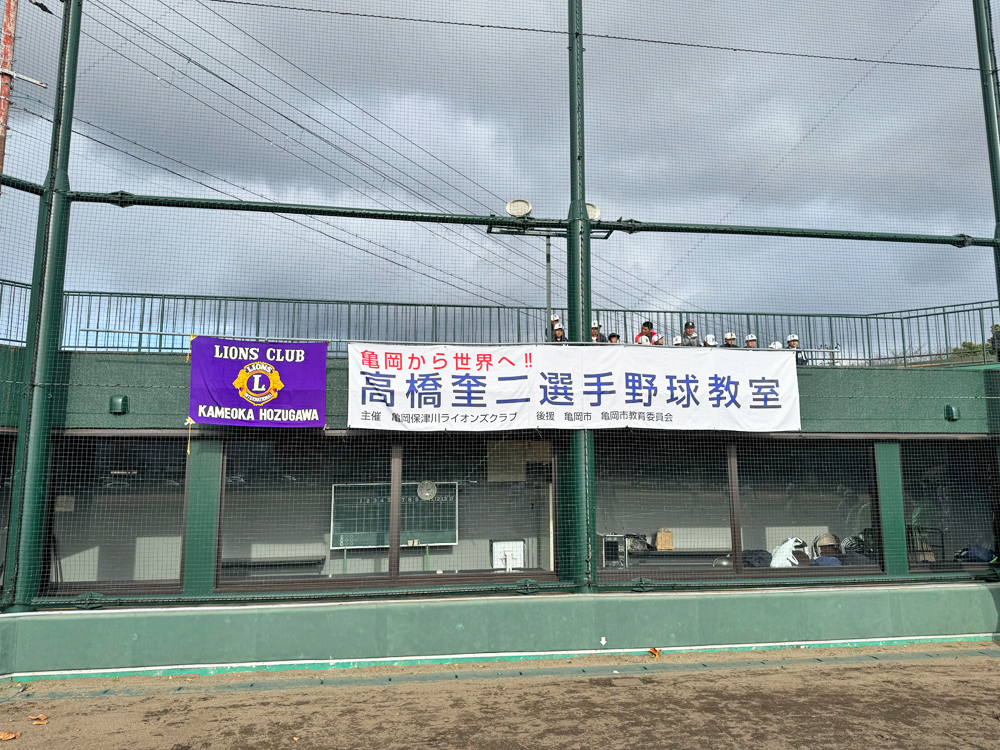 LIONS CLUB
LIONS
L
INTERNATIONAL
KAMEOKA HOZUGAWA
亀岡から世界へ!!
高橋奎二選手野球教室
主催 亀岡保津川ライオンズクラブ 後援 亀岡市 亀岡市教育委員会